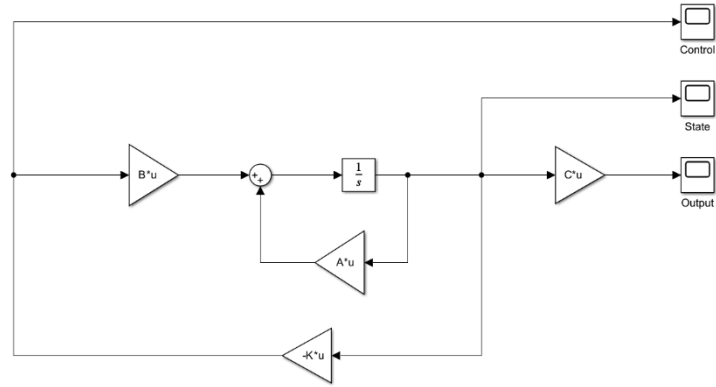 Control
State
B*u
++
1
s
C*u
Output
A*u
-K*u